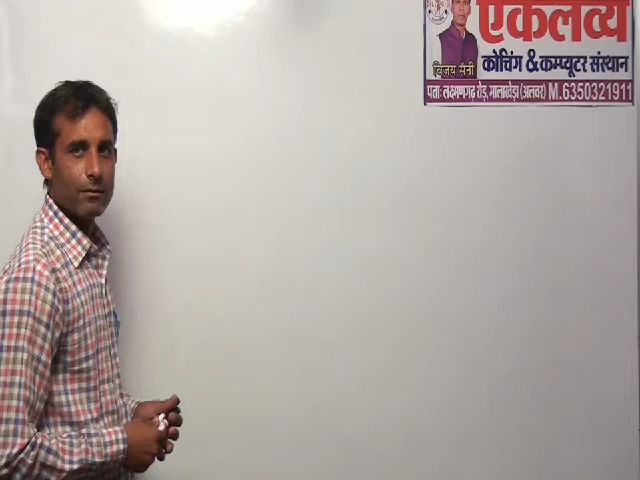 एकलव्य
कोचिंग & कम्प्यूटर संस्थान
विजय सैनी
पताः लक्ष्मणगढ़ रोड़, मालाखेड़ा (अलवर) M.6350321911